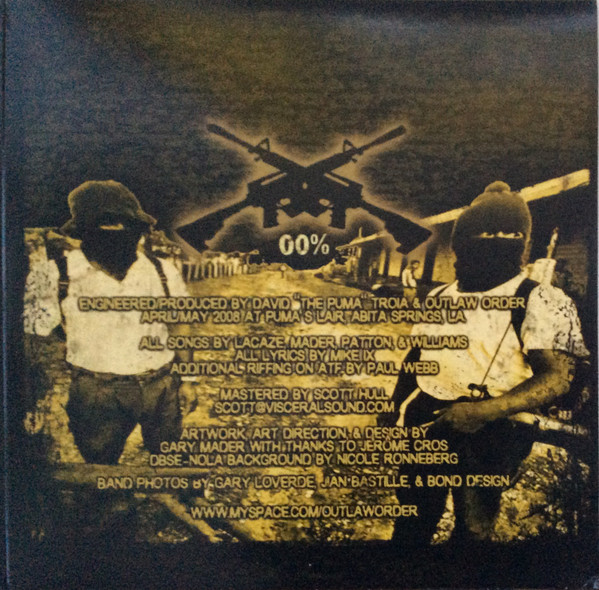 00%
ENGINEERED/PRODUCED BY DAVID "THE PUMA" TROIA & OUTLAW ORDER
APRIL/MAY 2008 AT PUMA'S LAIR, ABITA SPRINGS, LA
ALL SONGS BY LACAZE, MADER, PATTON, & WILLIAMS
ALL LYRICS BY MIKE IX
ADDITIONAL RIFFING ON ATF BY PAUL WEBB
MASTERED BY SCOTT HULL
SCOTT@VISCERALSOUND.COM
ARTWORK, ART DIRECTION, & DESIGN BY
GARY MADER WITH THANKS TO JEROME CROS
DBSE-NOLA BACKGROUND BY NICOLE RONNEBERG
BAND PHOTOS BY GARY LOVERDE, JAN BASTILLE, & BOND DESIGN
WWW.MYSPACE.COM/OUTLAWORDER